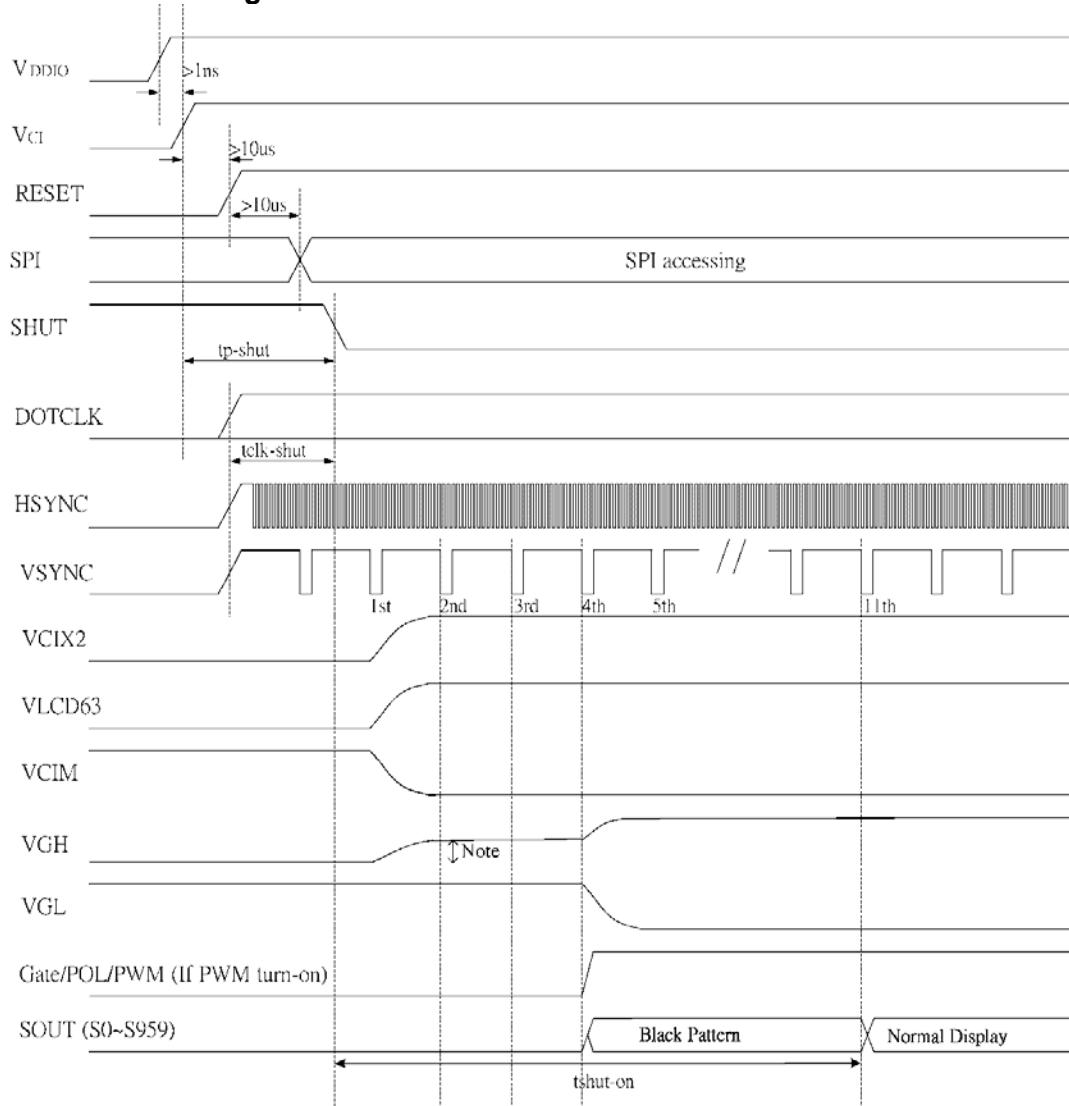 VDDIO
>1ns
VCI
>10us
RESET
>10us
SPI
SPI accessing
SHUT
tp-shut
DOTCLK
tclk-shut
HSYNC
VSYNC
1st 2nd 3rd 4th 5th 11th
VCIX2
VLCD63
VCIM
VGH
Note
VGL
Gate/POL/PWM (If PWM turn-on)
SOUT (S0~S959)
Black Pattern
Normal Display
tshut-on